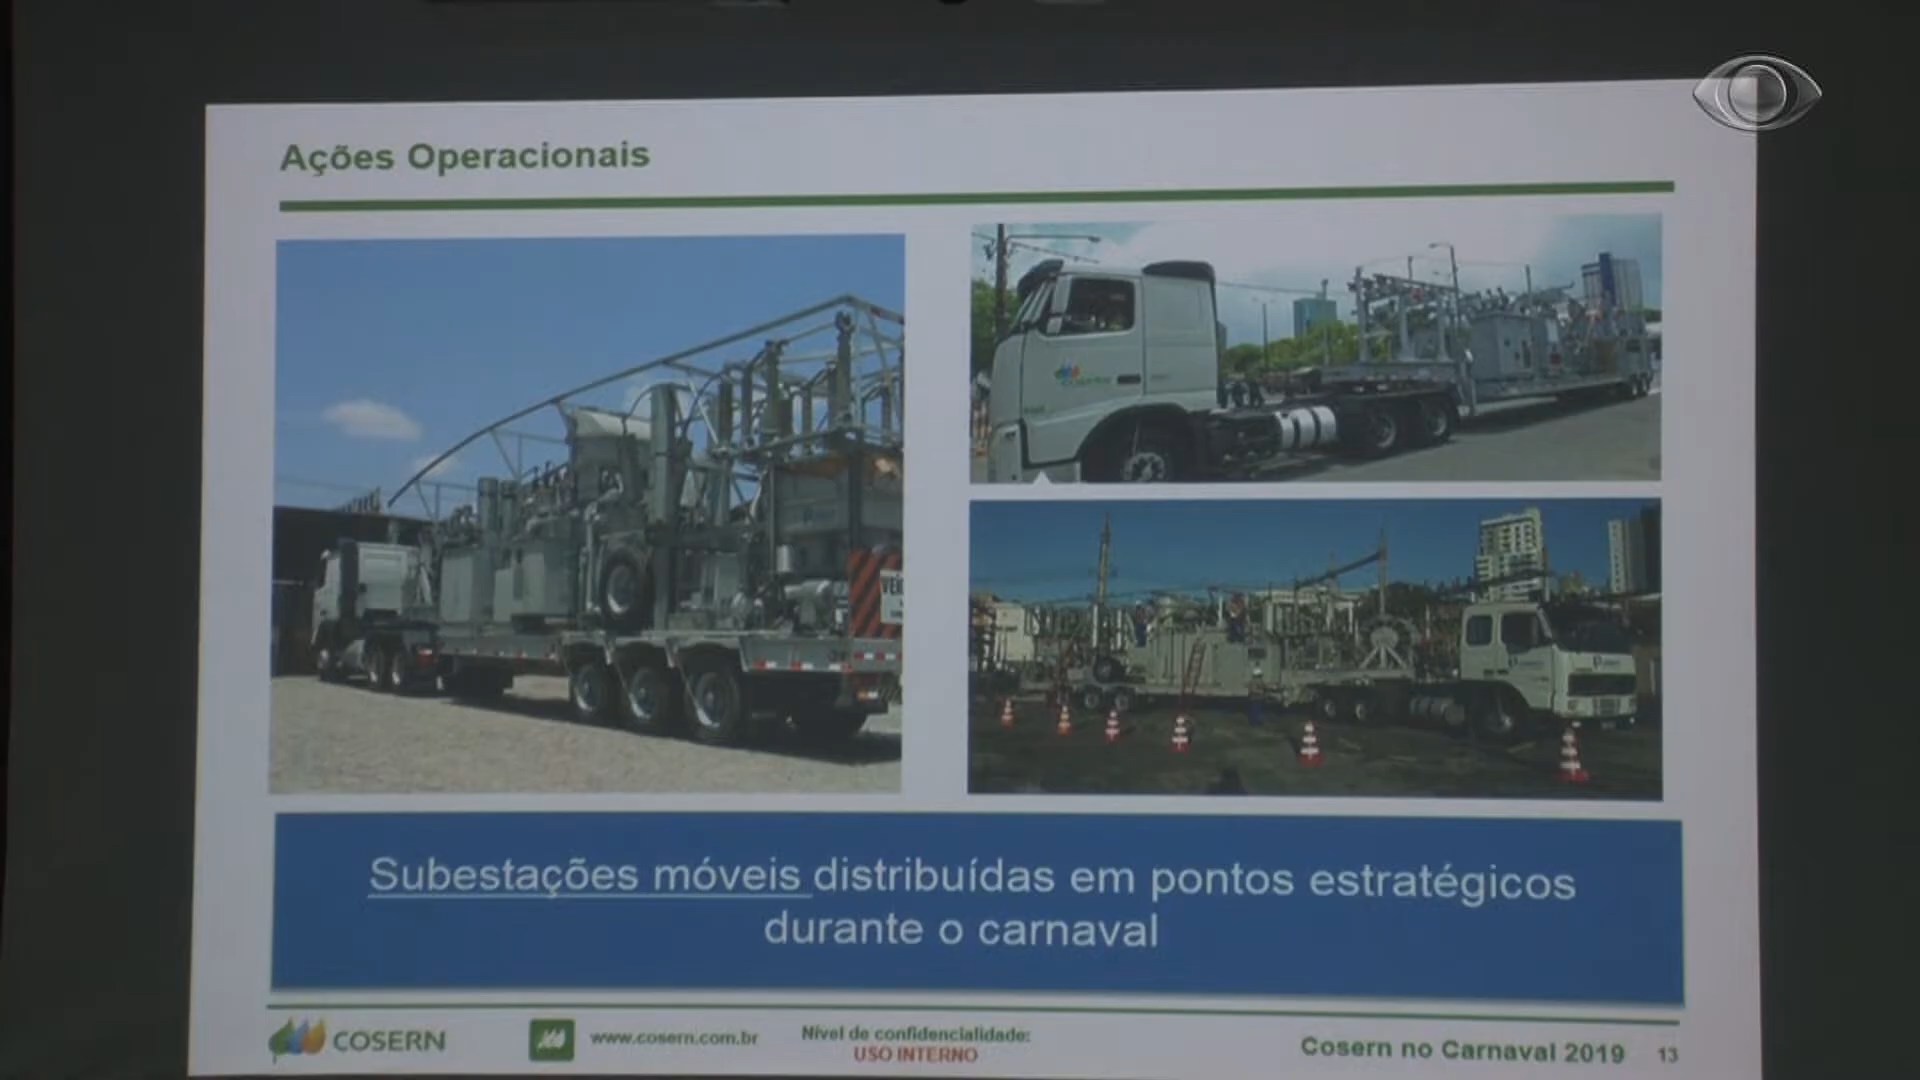 Ações Operacionais
COSERN
Subestações móveis distribuídas em pontos estratégicos
durante o carnaval
COSERN
www.cosern.com.br
Nível de confidencialidade:
USO INTERNO
Cosern no Carnaval 2019
13